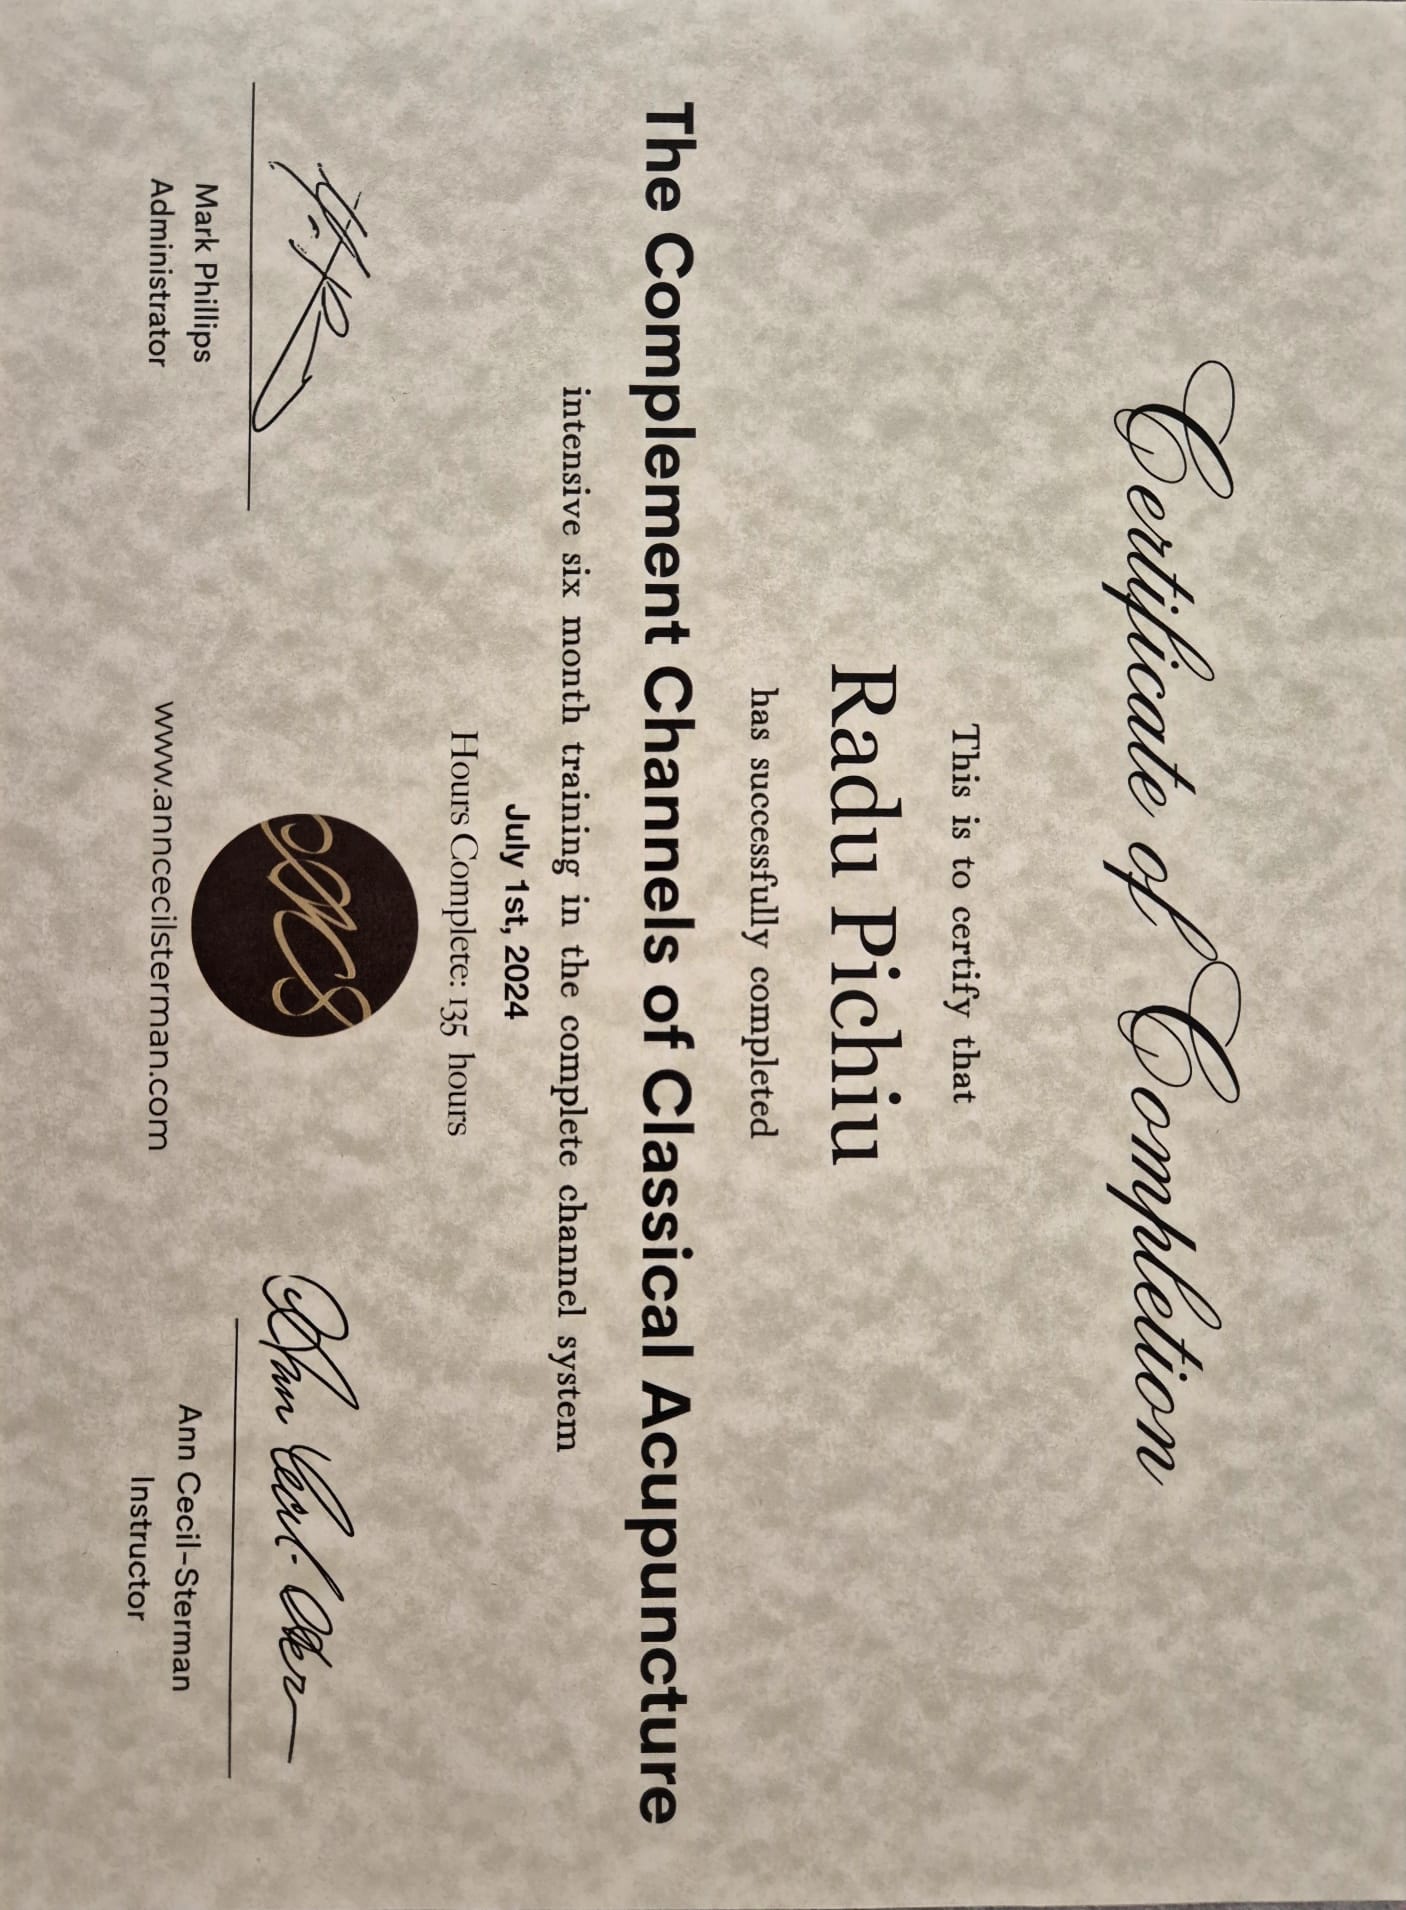 Certificate of Completion
This is to certify that
Radu Pichiu
has successfully completed
The Complement Channels of Classical Acupuncture
intensive six month training in the complete channel system
July 1st, 2024
Hours Complete: 135 hours
Mark Phillips
Administrator
www.anncecilsterman.com
Ann Cecil-Sterman
Instructor